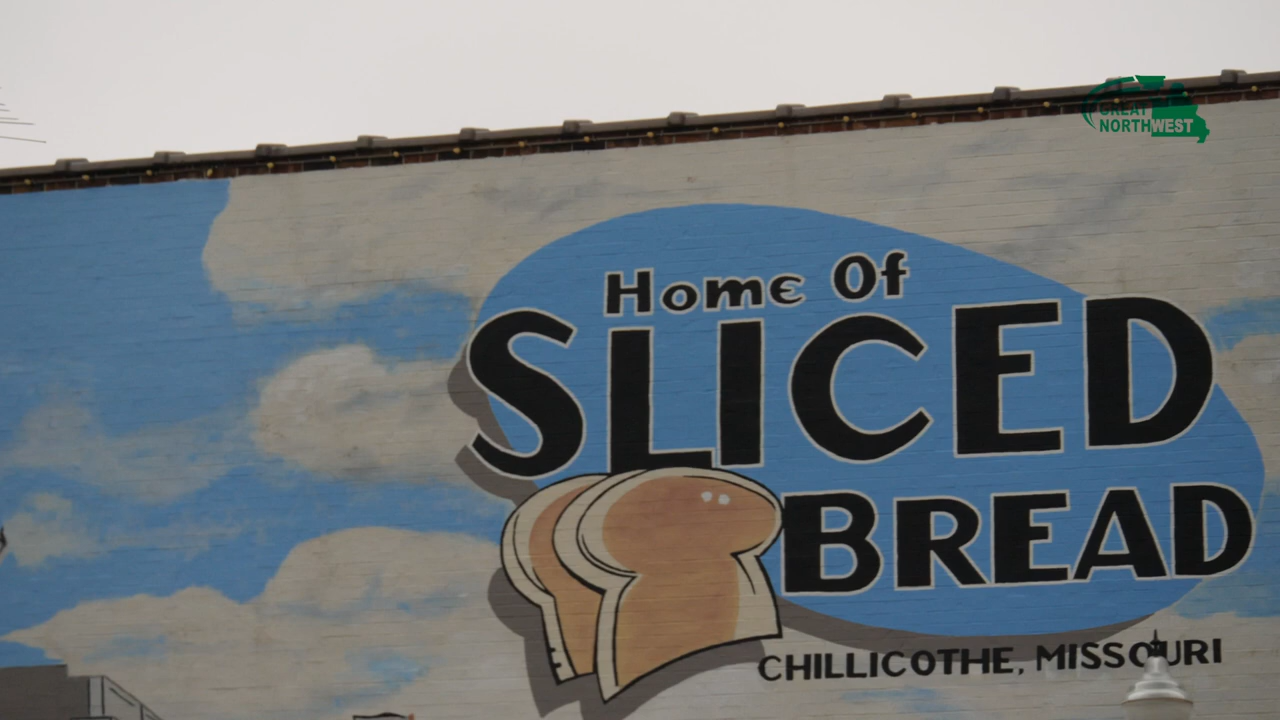 GREAT
NORTHWEST
Home Of
SLICED
BREAD
CHILLICOTHE, MISSOURI